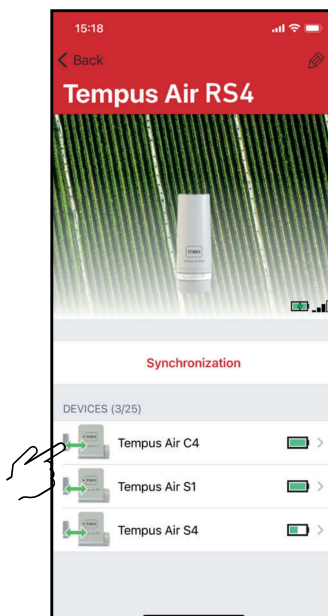 15:18
Back
Tempus Air RS4
TORO
Synchronization
DEVICES (3/25)
Tempus Air C4
Tempus Air S1
Tempus Air S4